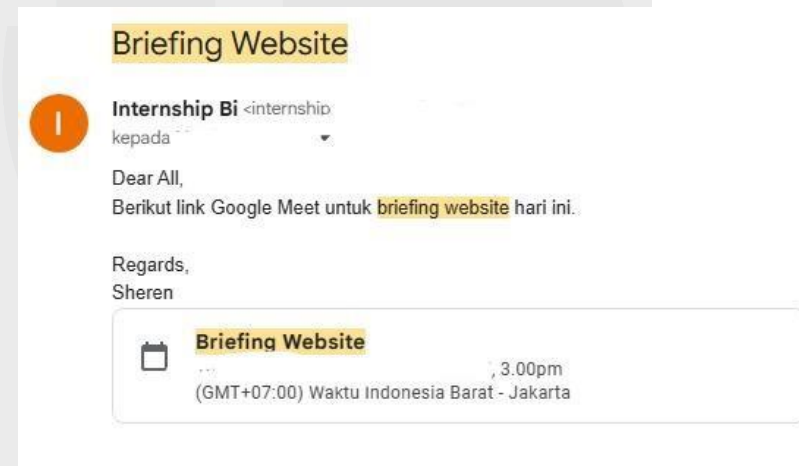 Briefing Website
I
Internship Bi <internship
kepada
Dear All,
Berikut link Google Meet untuk briefing website hari ini.
Regards,
Sheren
Briefing Website
, 3.00pm
(GMT+07:00) Waktu Indonesia Barat - Jakarta